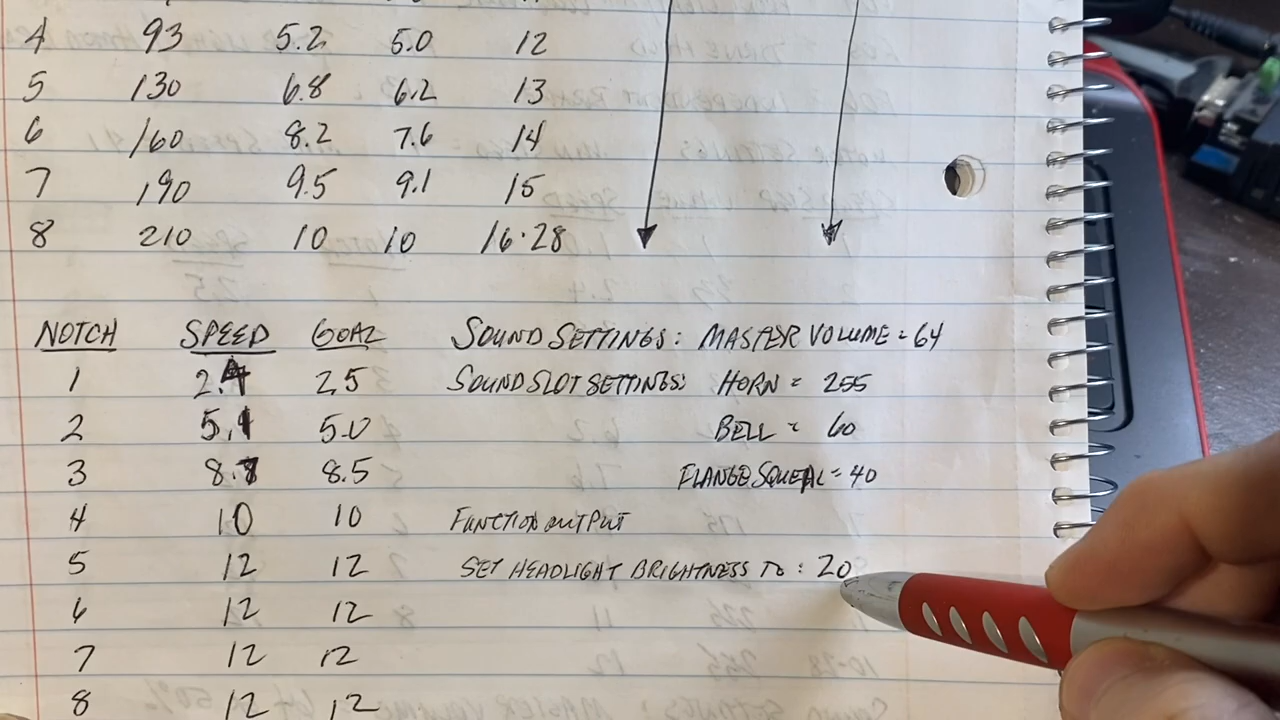 4 93 5.2 5.0 12
5 130 6.8 6.2 13
6 160 8.2 7.6 14
7 190 9.5 9.1 15
8 210 10 10 16-28
NOTCH SPEED GOAL SOUND SETTINGS: MASTER VOLUME = 64
1 2.4 2.5 SOUND SLOT SETTINGS: HORN = 255
2 5.1 5.0 BELL = 60
3 8.7 8.5 FLANGE SQUEAL = 40
4 10 10 FUNCTION OUTPUT
5 12 12 SET HEADLIGHT BRIGHTNESS TO: 20
6 12 12
7 12 12
8 12 12